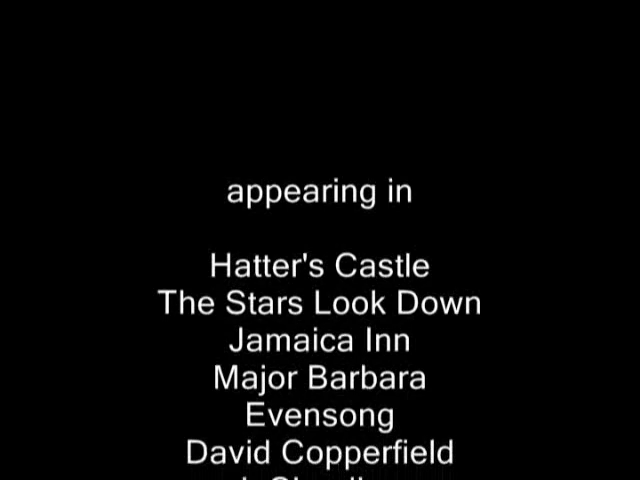 appearing in
Hatter's Castle
The Stars Look Down
Jamaica Inn
Major Barbara
Evensong
David Copperfield